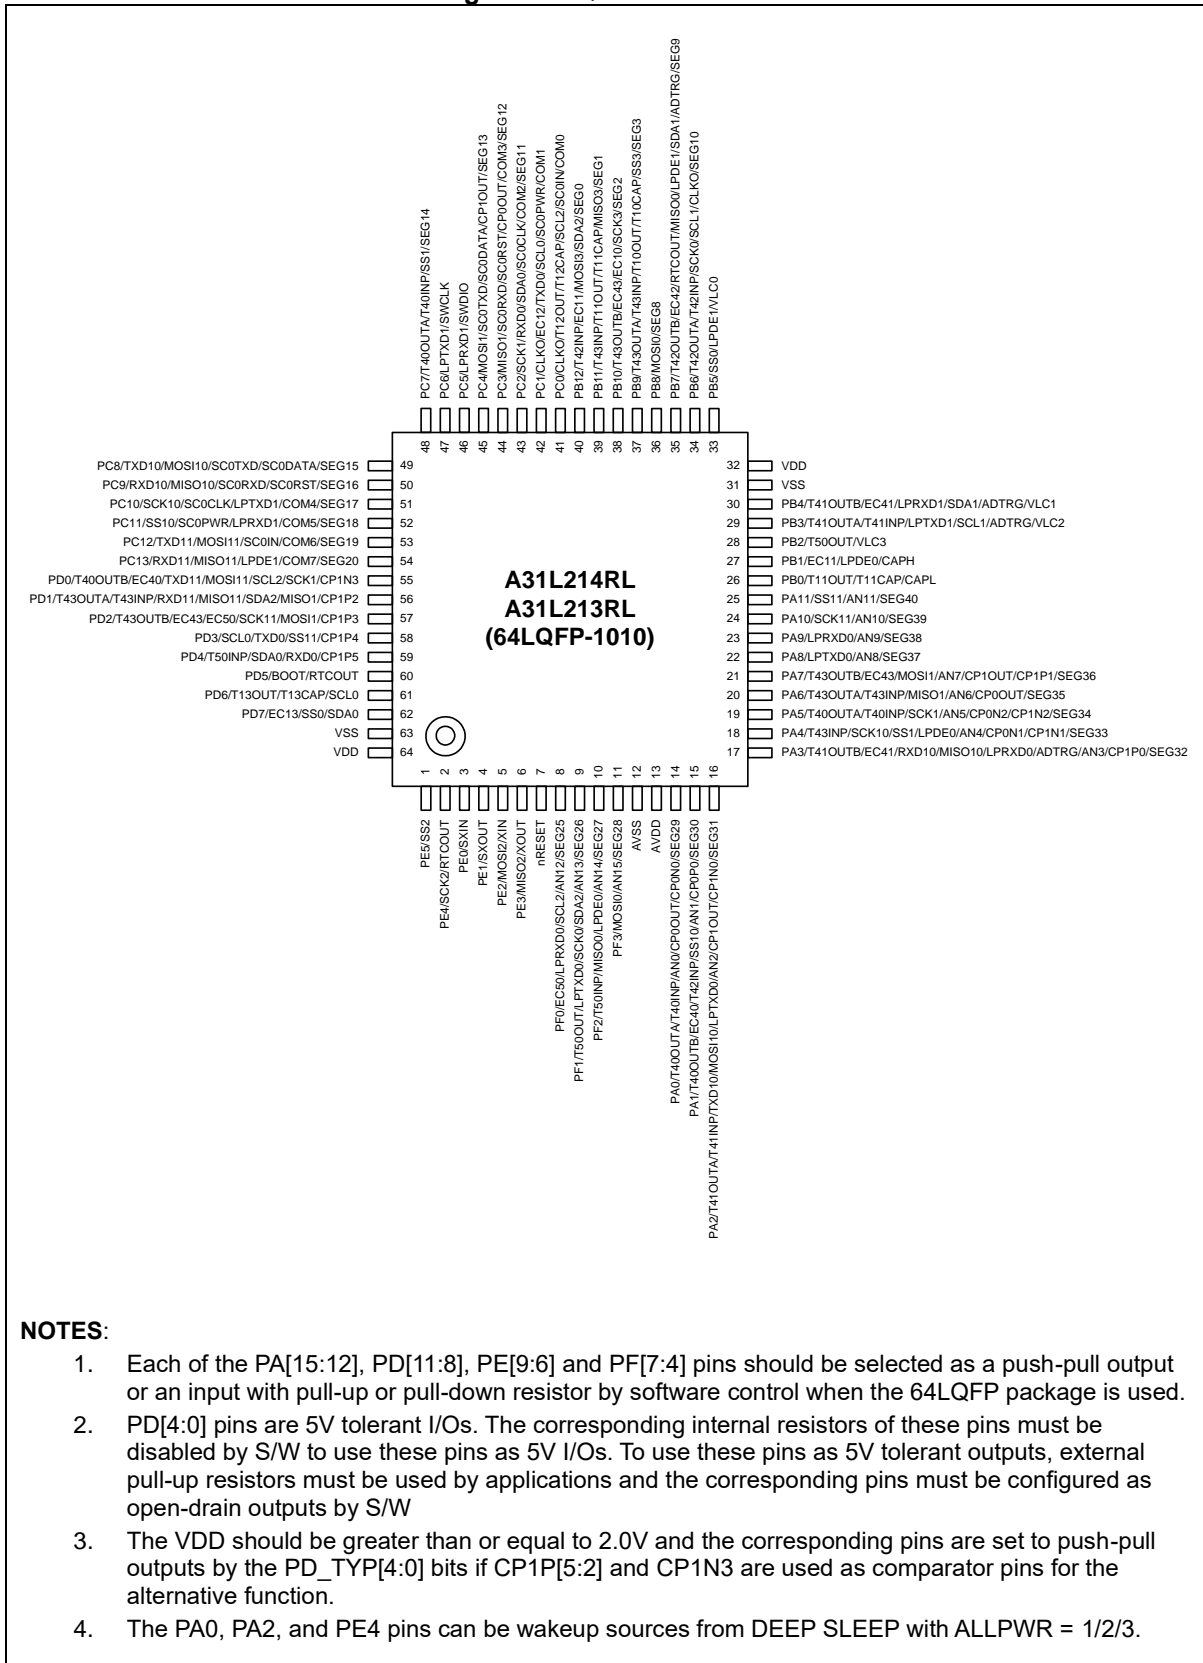 PC7/T40OUTA/T40INP/SS1/SEG14
PC6/LPTXD1/SWCLK
PC5/LPRXD1/SWDIO
PC4/MOSI1/SC0TXD/SC0DATA/CP1OUT/SEG13
PC3/MISO1/SC0RXD/SC0RST/CP0OUT/COM3/SEG12
PC2/SCK1/RXD0/SDA0/SC0CLK/COM2/SEG11
PC1/CLKO/EC12/TXD0/SCL0/SC0PWR/COM1
PC0/CLKO/T12OUT/T12CAP/SCL2/SC0IN/COM0
PB12/T42INP/EC11/MOSI3/SDA2/SEG0
PB11/T43INP/T11OUT/T11CAP/MISO3/SEG1
PB10/T43OUTB/EC43/EC10/SCK3/SEG2
PB9/T43OUTA/T43INP/T10OUT/T10CAP/SS3/SEG3
PB8/MOSI0/SEG8
PB7/T42OUTB/EC42/RTCOUT/MISO0/LPDE1/SDA1/ADTRG/SEG9
PB6/T42OUTA/T42INP/SCK0/SCL1/CLKO/SEG10
PB5/SS0/LPDE1/VLC0
48 47 46 45 44 43 42 41 40 39 38 37 36 35 34 33
PC8/TXD10/MOSI10/SC0TXD/SC0DATA/SEG15 49
PC9/RXD10/MISO10/SC0RXD/SC0RST/SEG16 50
PC10/SCK10/SC0CLK/LPTXD1/COM4/SEG17 51
PC11/SS10/SC0PWR/LPRXD1/COM5/SEG18 52
PC12/TXD11/MOSI11/SC0IN/COM6/SEG19 53
PC13/RXD11/MISO11/LPDE1/COM7/SEG20 54
PD0/T40OUTB/EC40/TXD11/MOSI11/SCL2/SCK1/CP1N3 55
PD1/T43OUTA/T43INP/RXD11/MISO11/SDA2/MISO1/CP1P2 56
PD2/T43OUTB/EC43/EC50/SCK11/MOSI1/CP1P3 57
PD3/SCL0/TXD0/SS11/CP1P4 58
PD4/T50INP/SDA0/RXD0/CP1P5 59
PD5/BOOT/RTCOUT 60
PD6/T13OUT/T13CAP/SCL0 61
PD7/EC13/SS0/SDA0 62
VSS 63
VDD 64
A31L214RL
A31L213RL
(64LQFP-1010)
32 VDD
31 VSS
30 PB4/T41OUTB/EC41/LPRXD1/SDA1/ADTRG/VLC1
29 PB3/T41OUTA/T41INP/LPTXD1/SCL1/ADTRG/VLC2
28 PB2/T50OUT/VLC3
27 PB1/EC11/LPDE0/CAPH
26 PB0/T11OUT/T11CAP/CAPL
25 PA11/SS11/AN11/SEG40
24 PA10/SCK11/AN10/SEG39
23 PA9/LPRXD0/AN9/SEG38
22 PA8/LPTXD0/AN8/SEG37
21 PA7/T43OUTB/EC43/MOSI1/AN7/CP1OUT/CP1P1/SEG36
20 PA6/T43OUTA/T43INP/MISO1/AN6/CP0OUT/SEG35
19 PA5/T40OUTA/T40INP/SCK1/AN5/CP0N2/CP1N2/SEG34
18 PA4/T43INP/SCK10/SS1/LPDE0/AN4/CP0N1/CP1N1/SEG33
17 PA3/T41OUTB/EC41/RXD10/MISO10/LPRXD0/ADTRG/AN3/CP1P0/SEG32
1 2 3 4 5 6 7 8 9 10 11 12 13 14 15 16
PE5/SS2
PE4/SCK2/RTCOUT
PE0/SXIN
PE1/SXOUT
PE2/MOSI2/XIN
PE3/MISO2/XOUT
nRESET
PF0/EC50/LPRXD0/SCL2/AN12/SEG25
PF1/T50OUT/LPTXD0/SCK0/SDA2/AN13/SEG26
PF2/T50INP/MISO0/LPDE0/AN14/SEG27
PF3/MOSI0/AN15/SEG28
AVSS
AVDD
PA0/T40OUTA/T40INP/AN0/CP0OUT/CP0N0/SEG29
PA1/T40OUTB/EC40/T42INP/SS10/AN1/CP0P0/SEG30
PA2/T41OUTA/T41INP/TXD10/MOSI10/LPTXD0/AN2/CP1OUT/CP1N0/SEG31
NOTES:
1. Each of the PA[15:12], PD[11:8], PE[9:6] and PF[7:4] pins should be selected as a push-pull output
or an input with pull-up or pull-down resistor by software control when the 64LQFP package is used.
2. PD[4:0] pins are 5V tolerant I/Os. The corresponding internal resistors of these pins must be
disabled by S/W to use these pins as 5V I/Os. To use these pins as 5V tolerant outputs, external
pull-up resistors must be used by applications and the corresponding pins must be configured as
open-drain outputs by S/W
3. The VDD should be greater than or equal to 2.0V and the corresponding pins are set to push-pull
outputs by the PD_TYP[4:0] bits if CP1P[5:2] and CP1N3 are used as comparator pins for the
alternative function.
4. The PA0, PA2, and PE4 pins can be wakeup sources from DEEP SLEEP with ALLPWR = 1/2/3.